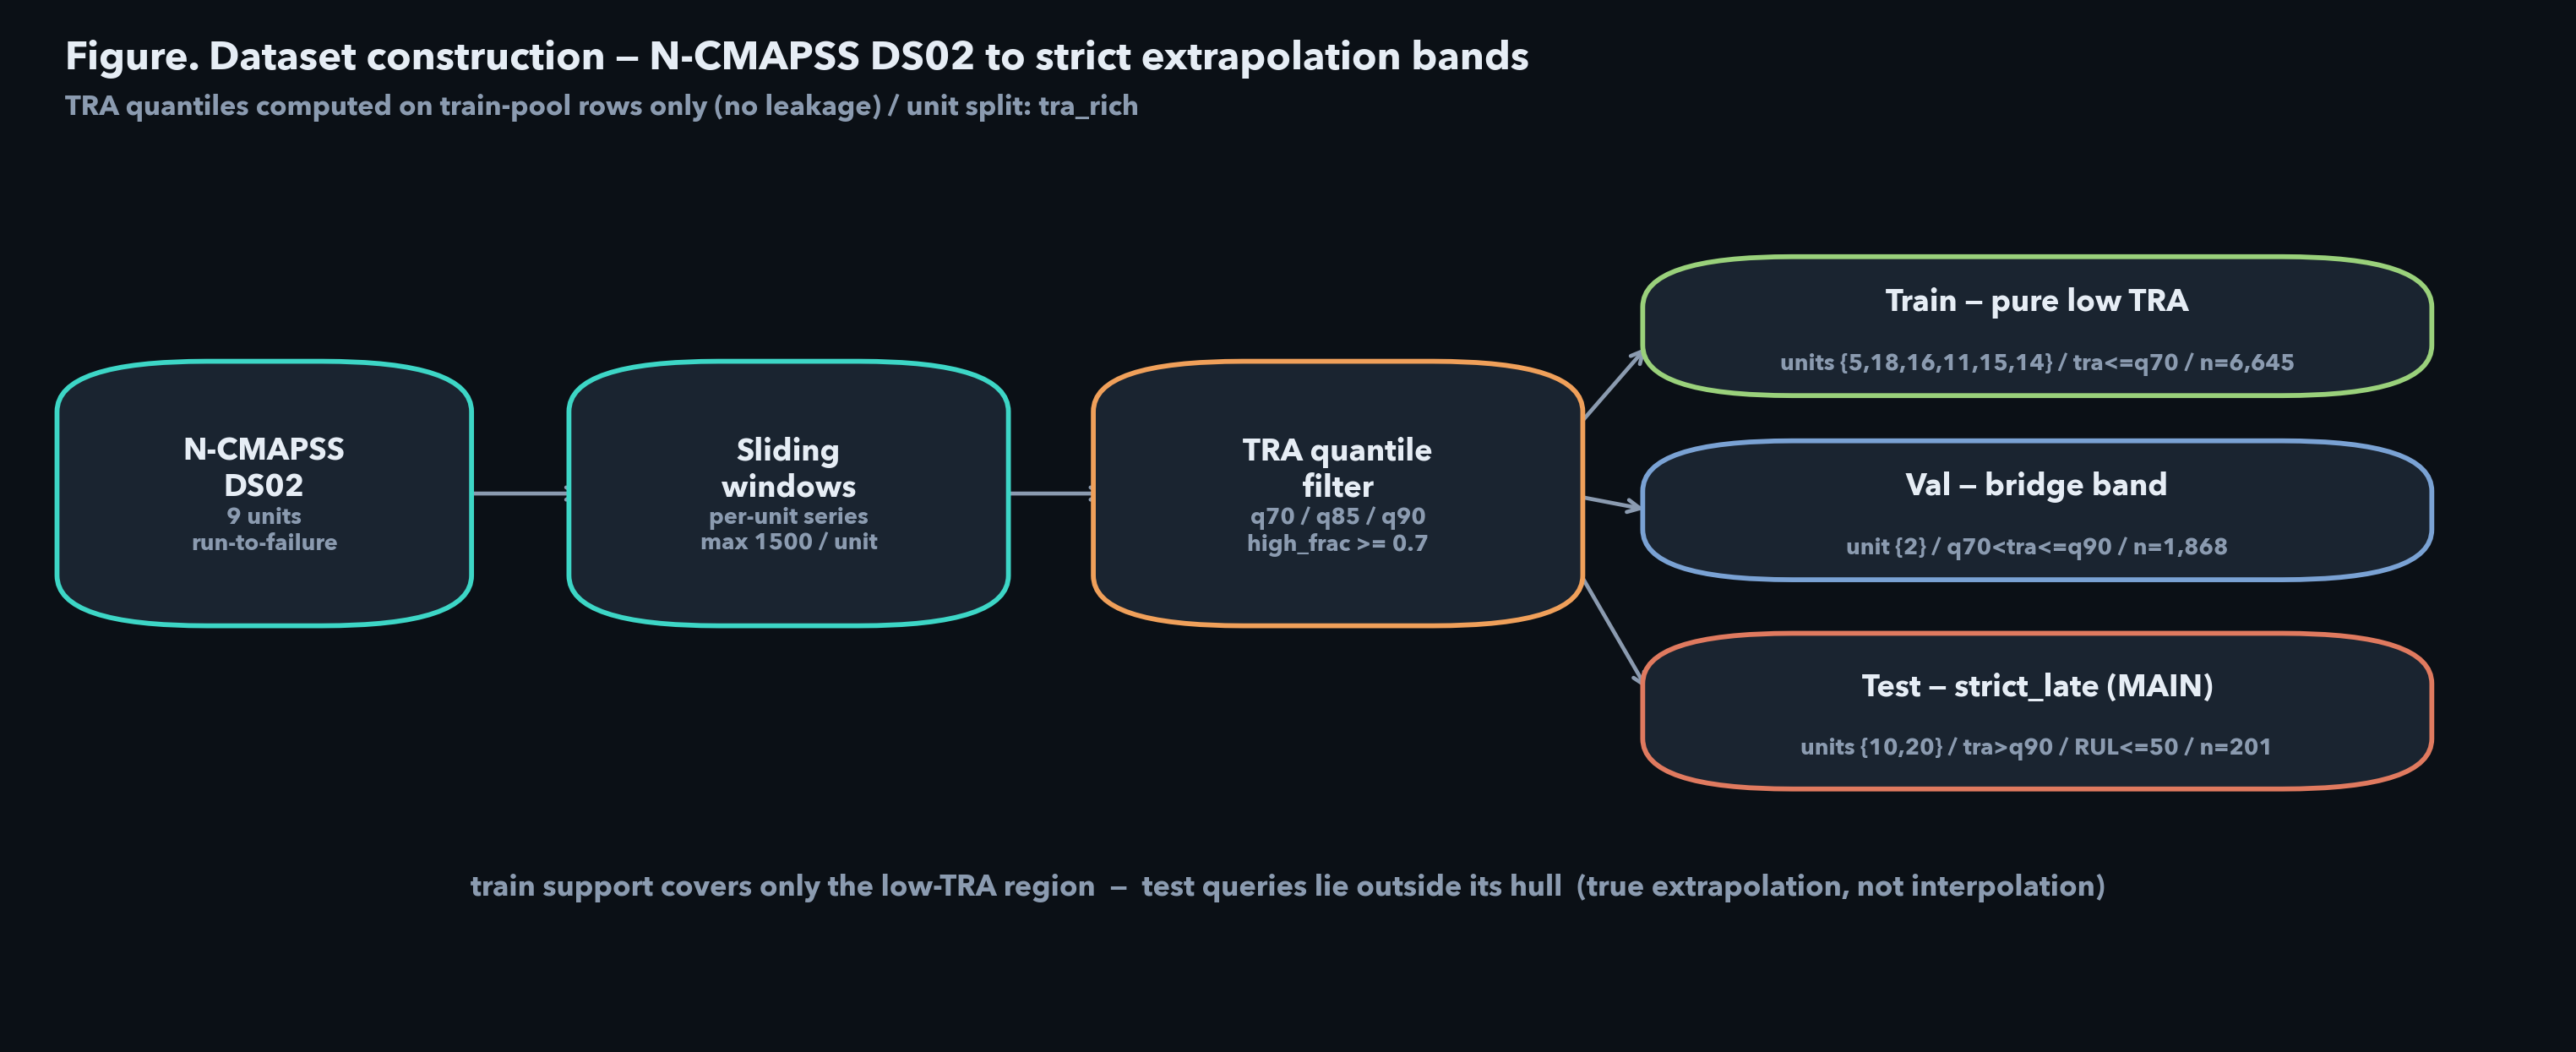 Figure. Dataset construction – N-CMAPSS DS02 to strict extrapolation bands
TRA quantiles computed on train-pool rows only (no leakage) / unit split: tra_rich
N-CMAPSS
DS02
9 units
run-to-failure
Sliding
windows
per-unit series
max 1500 / unit
TRA quantile
filter
q70 / q85 / q90
high_frac >= 0.7
Train – pure low TRA
units {5,18,16,11,15,14} / tra<=q70 / n=6,645
Val – bridge band
unit {2} / q70<tra<=q90 / n=1,868
Test – strict_late (MAIN)
units {10,20} / tra>q90 / RUL<=50 / n=201
train support covers only the low-TRA region – test queries lie outside its hull (true extrapolation, not interpolation)